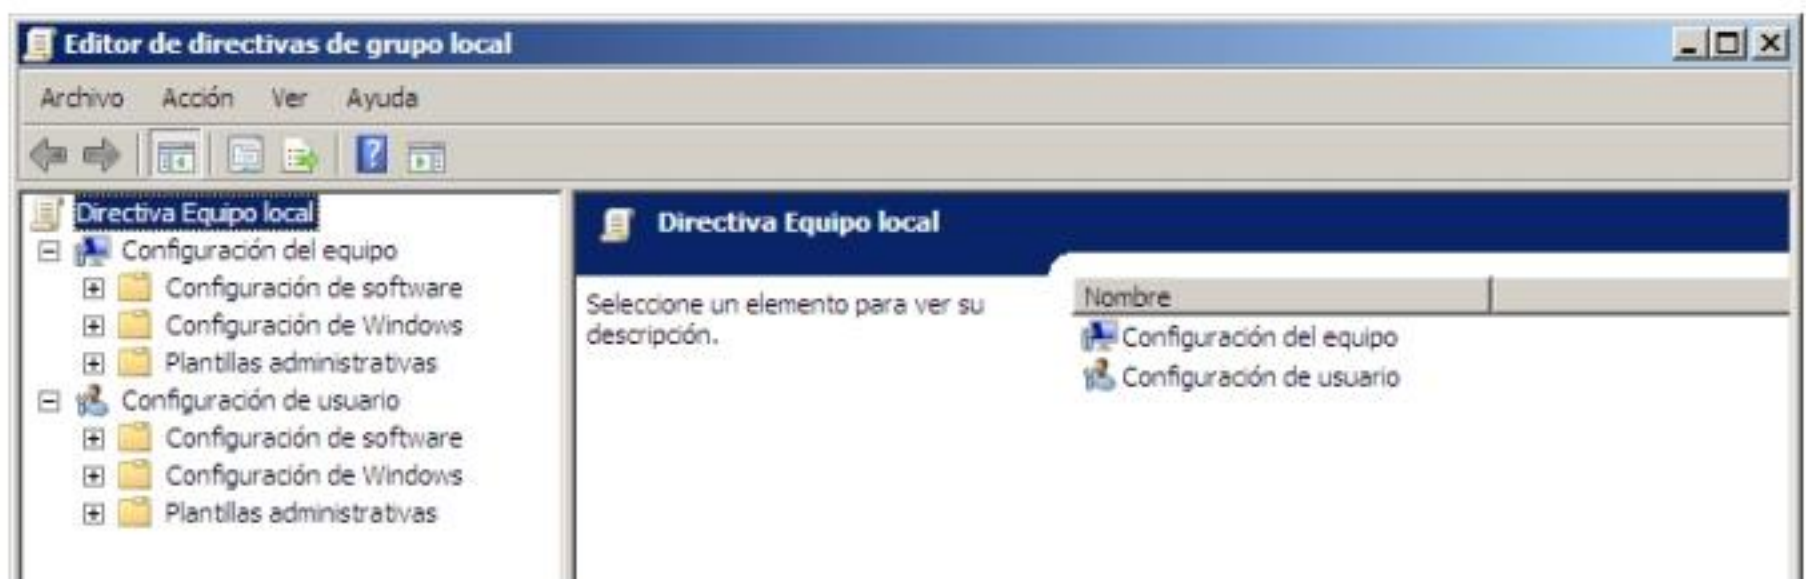 Editor de directivas de grupo local
Archivo Acción Ver Ayuda
Directiva Equipo local
Configuración del equipo
Configuración de software
Configuración de Windows
Plantillas administrativas
Configuración de usuario
Configuración de software
Configuración de Windows
Plantillas administrativas
Directiva Equipo local
Seleccione un elemento para ver su
descripción.
Nombre
Configuración del equipo
Configuración de usuario